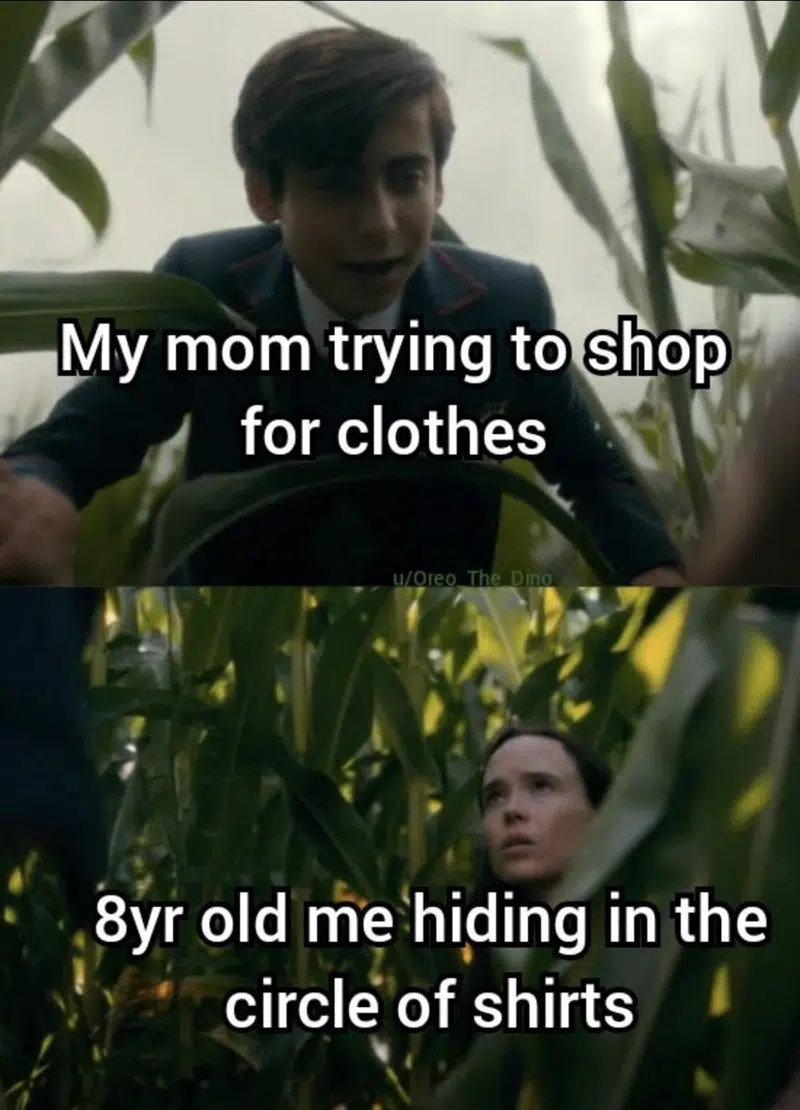 My mom trying to shop
for clothes
u/Oreo_The_Dino
8yr old me hiding in the
circle of shirts